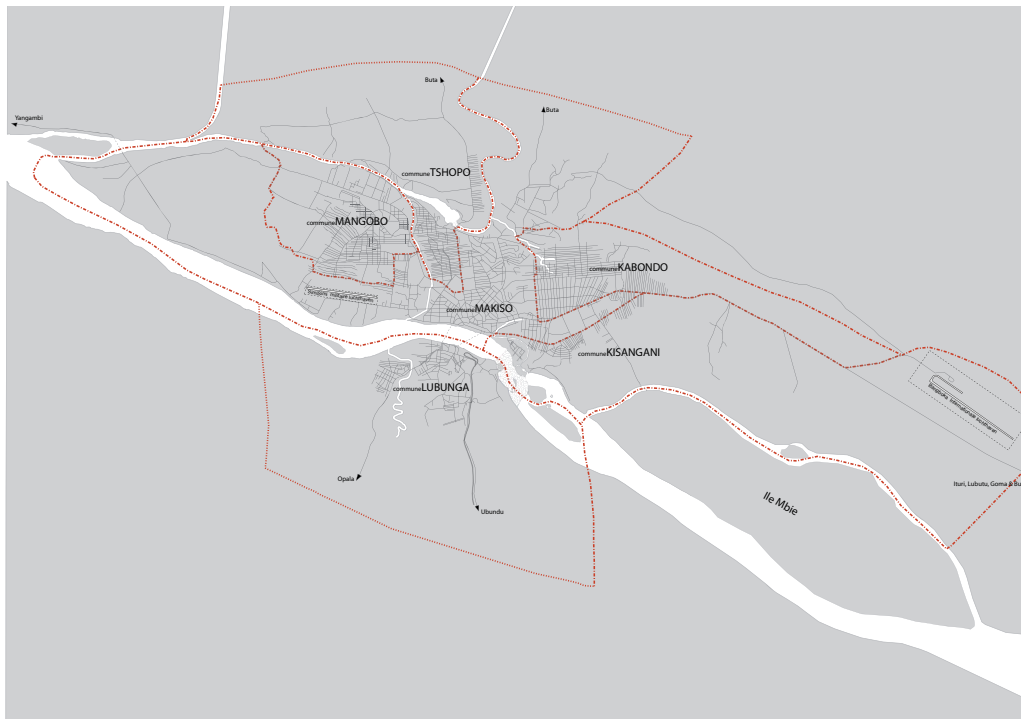 Buta
Buta
Yangambi
commune TSHOPO
commune MANGOBO
commune KABONDO
commune MAKISO
commune KISANGANI
commune LUBUNGA
Opala
Ituri, Lubutu, Goma & Bu
Ile Mbie
Ubundu